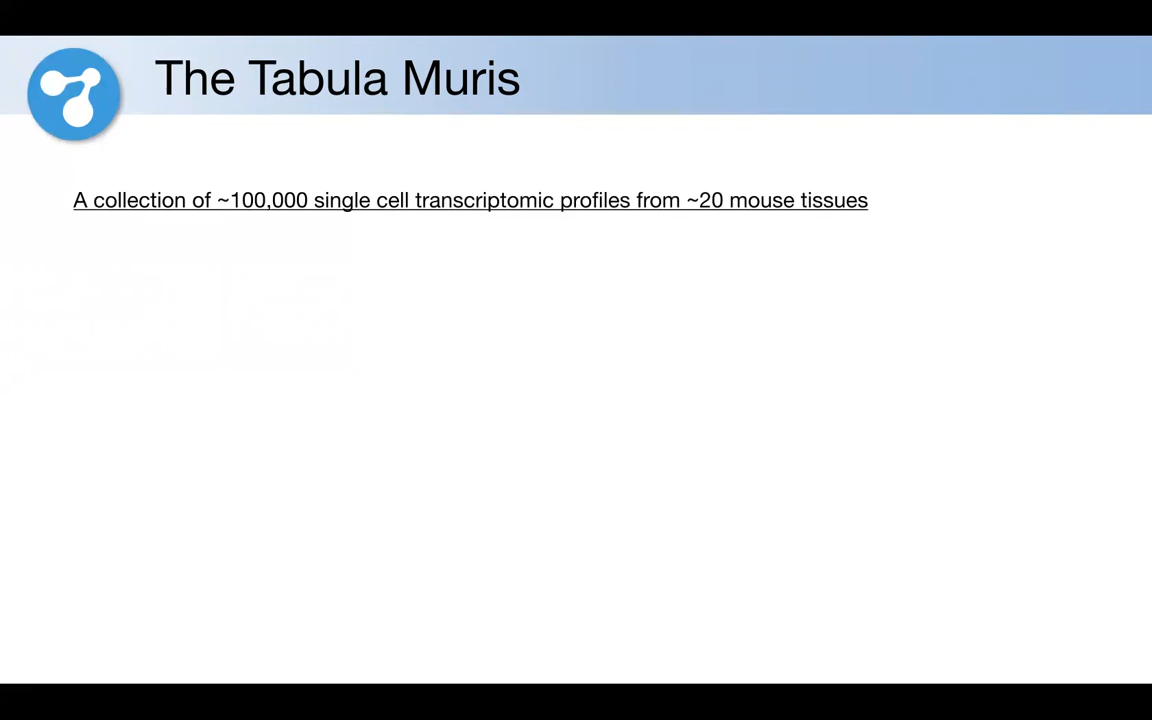 The Tabula Muris
A collection of ~100,000 single cell transcriptomic profiles from ~20 mouse tissues